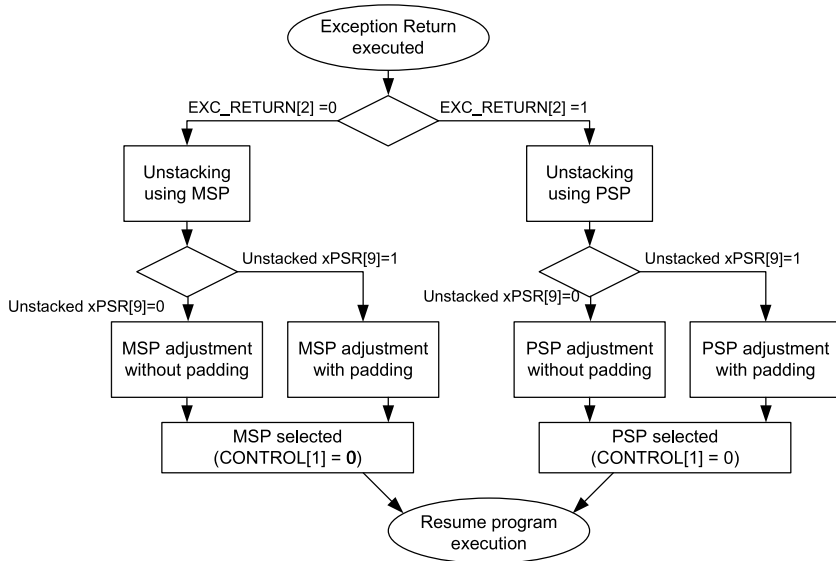 Exception Return
executed
EXC_RETURN[2] =0
EXC_RETURN[2] =1
Unstacking
using MSP
Unstacking
using PSP
Unstacked xPSR[9]=1
Unstacked xPSR[9]=1
Unstacked xPSR[9]=0
Unstacked xPSR[9]=0
MSP adjustment
without padding
MSP adjustment
with padding
PSP adjustment
without padding
PSP adjustment
with padding
MSP selected
(CONTROL[1] = 0)
PSP selected
(CONTROL[1] = 0)
Resume program
execution